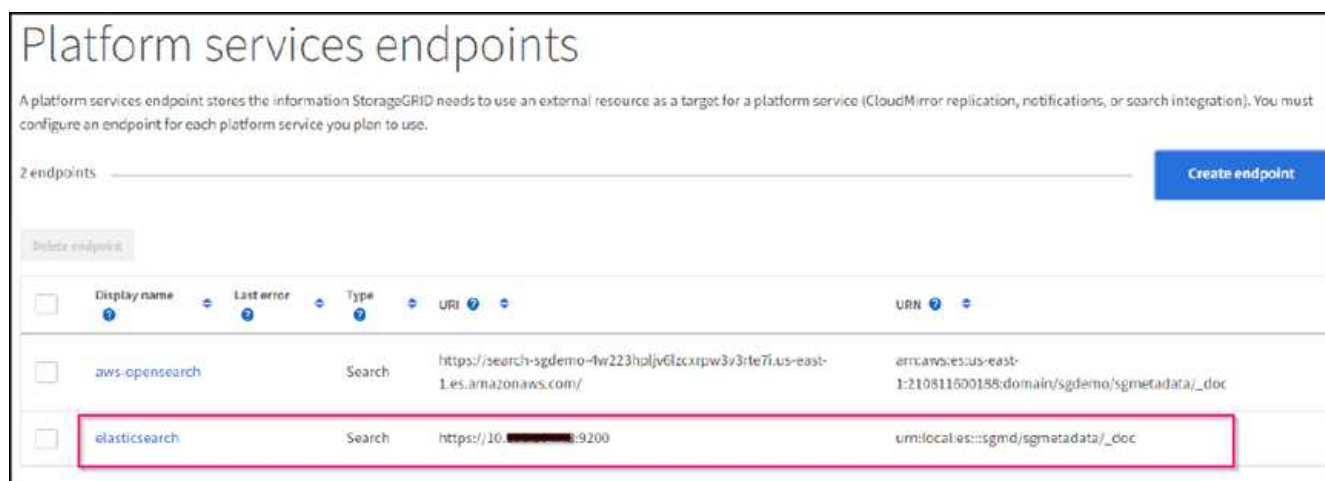 Platform services endpoints
A platform services endpoint stores the information StorageGRID needs to use an external resource as a target for a platform service (CloudMirror replication, notifications, or search integration). You must
configure an endpoint for each platform service you plan to use.
2 endpoints
Create endpoint
Delete endpoint
Display name Last error Type URI URN
aws-opensearch Search https://search-sgdemo-4w223hpljv6lzcxrpw3v3rte7i.us-east- arn:aws:es:us-east-
1.es.amazonaws.com/ 1:210811600188:domain/sgdemo/sgmetadata/_doc
elasticsearch Search https://10. :9200 urn:local:es:::sgmd/sgmetadata/_doc